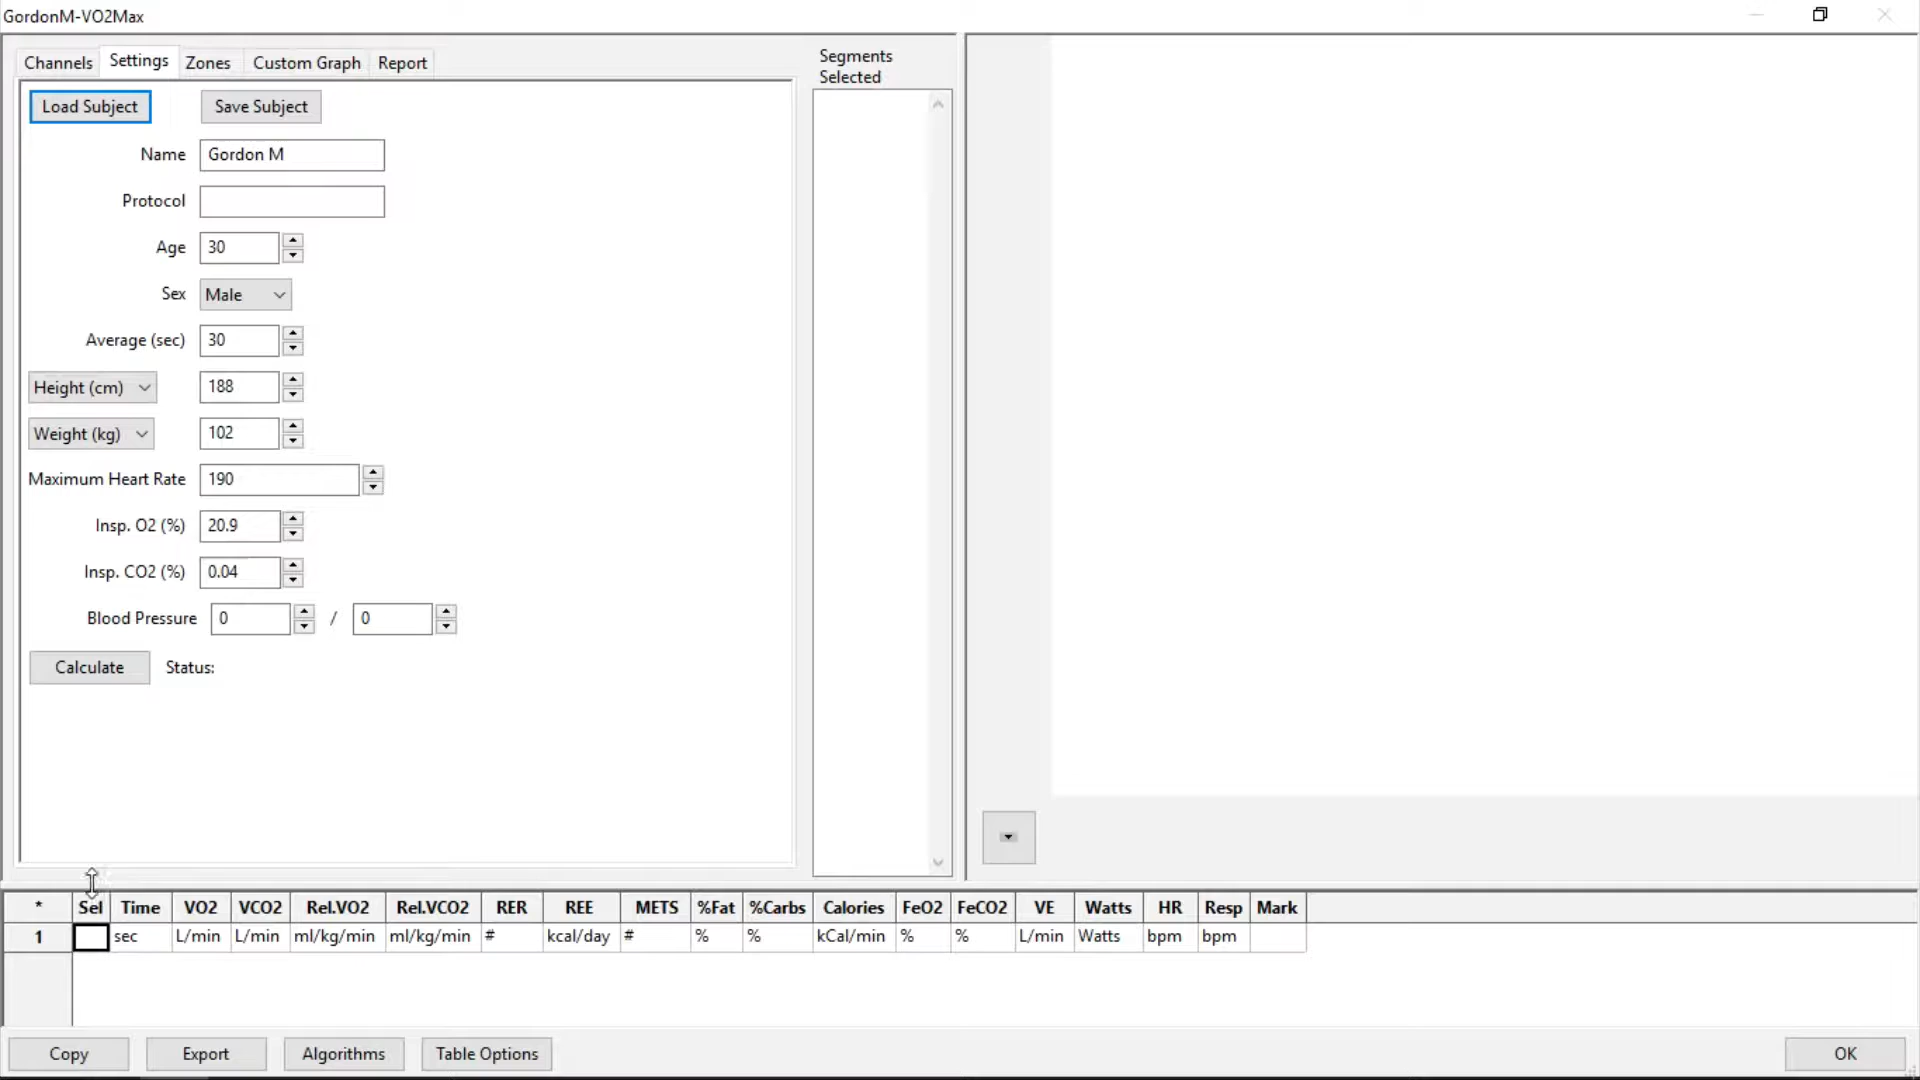 GordonM-VO2Max
Channels Settings Zones Custom Graph Report
Segments
Selected
Load Subject Save Subject
Name Gordon M
Protocol
Age 30
Sex Male
Average (sec) 30
Height (cm) 188
Weight (kg) 102
Maximum Heart Rate 190
Insp. O2 (%) 20.9
Insp. CO2 (%) 0.04
Blood Pressure 0 / 0
Calculate Status:
* Sel Time VO2 VCO2 Rel.VO2 Rel.VCO2 RER REE METS %Fat %Carbs Calories FeO2 FeCO2 VE Watts HR Resp Mark
1 sec L/min L/min ml/kg/min ml/kg/min # kcal/day # % % kCal/min % % L/min Watts bpm bpm
Copy Export Algorithms Table Options OK